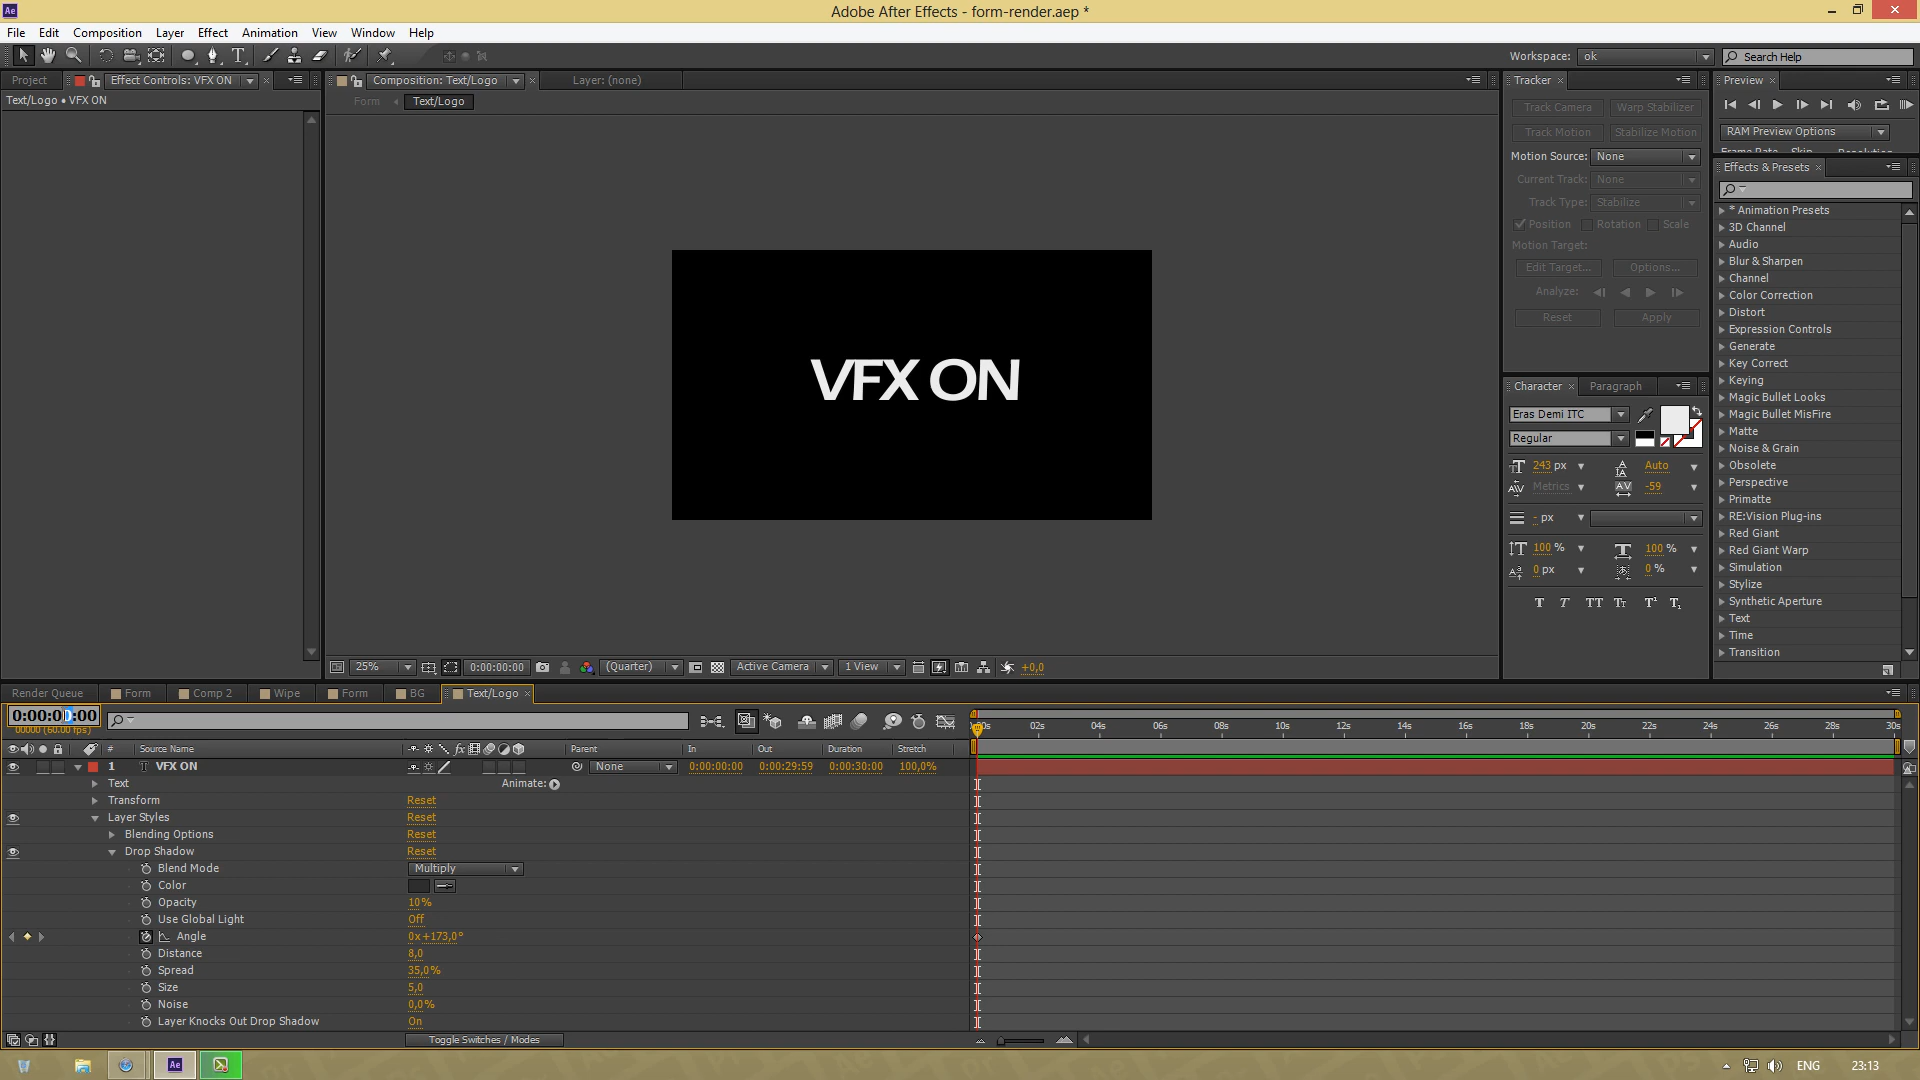 Adobe After Effects - form-render.aep *
File Edit Composition Layer Effect Animation View Window Help
Workspace: ok Search Help
Project Effect Controls: VFX ON Composition: Text/Logo Layer: (none) Tracker Preview
Text/Logo • VFX ON Form Text/Logo
Track Camera Warp Stabilizer
Track Motion Stabilize Motion RAM Preview Options
Motion Source: None Frame Rate Skip Resolution
Effects & Presets
Current Track: None
Track Type: Stabilize
Position Rotation Scale
Motion Target:
Edit Target... Options...
Analyze:
Reset Apply
* Animation Presets
3D Channel
Audio
Blur & Sharpen
Channel
Color Correction
Distort
Expression Controls
Generate
Key Correct
Keying
Magic Bullet Looks
Magic Bullet MisFire
Matte
Noise & Grain
Obsolete
Perspective
Primatte
RE:Vision Plug-ins
Red Giant
Red Giant Warp
Simulation
Stylize
Synthetic Aperture
Text
Time
Transition
VFX ON
Character Paragraph
Eras Demi ITC
Regular
243 px Auto
Metrics -59
- px
100 % 100 %
0 px 0 %
T T TT Tt T¹ T₁
25% 0:00:00:00 (Quarter) Active Camera 1 View +0,0
Render Queue Form Comp 2 Wipe Form BG Text/Logo
0:00:00:00
00000 (60.00 fps)
:00s 02s 04s 06s 08s 10s 12s 14s 16s 18s 20s 22s 24s 26s 28s 30s
# Source Name fx Parent In Out Duration Stretch
1 T VFX ON None 0:00:00:00 0:00:29:59 0:00:30:00 100,0%
Text Animate:
Transform Reset
Layer Styles Reset
Blending Options Reset
Drop Shadow Reset
Blend Mode Multiply
Color
Opacity 10%
Use Global Light Off
Angle 0x+173,0°
Distance 8,0
Spread 35,0%
Size 5,0
Noise 0,0%
Layer Knocks Out Drop Shadow On
Toggle Switches / Modes
Ae ENG 23:13